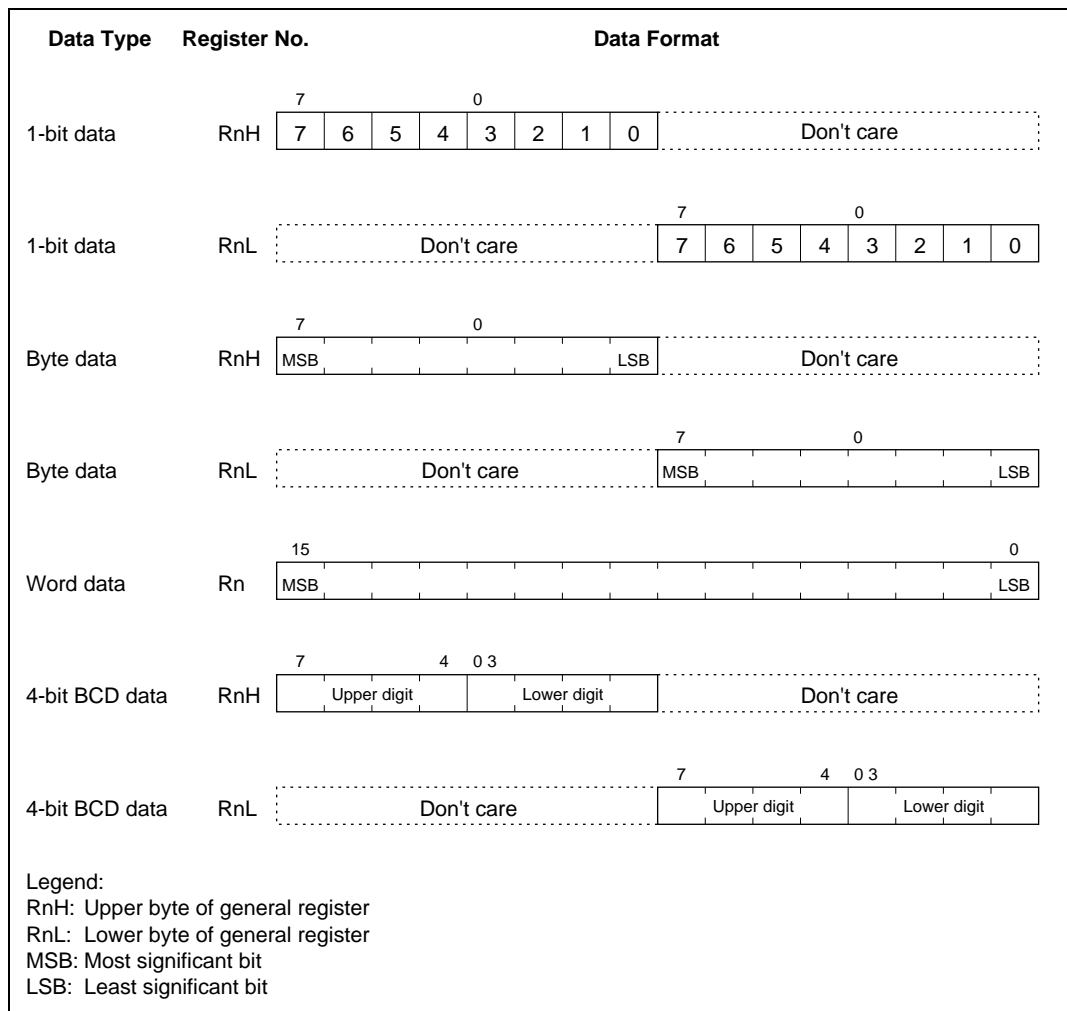 Data Type Register No. Data Format
7 0
1-bit data RnH 7 6 5 4 3 2 1 0 Don't care
7 0
1-bit data RnL Don't care 7 6 5 4 3 2 1 0
7 0
Byte data RnH MSB LSB Don't care
7 0
Byte data RnL Don't care MSB LSB
15 0
Word data Rn MSB LSB
7 4 0 3
4-bit BCD data RnH Upper digit Lower digit Don't care
7 4 0 3
4-bit BCD data RnL Don't care Upper digit Lower digit
Legend:
RnH: Upper byte of general register
RnL: Lower byte of general register
MSB: Most significant bit
LSB: Least significant bit